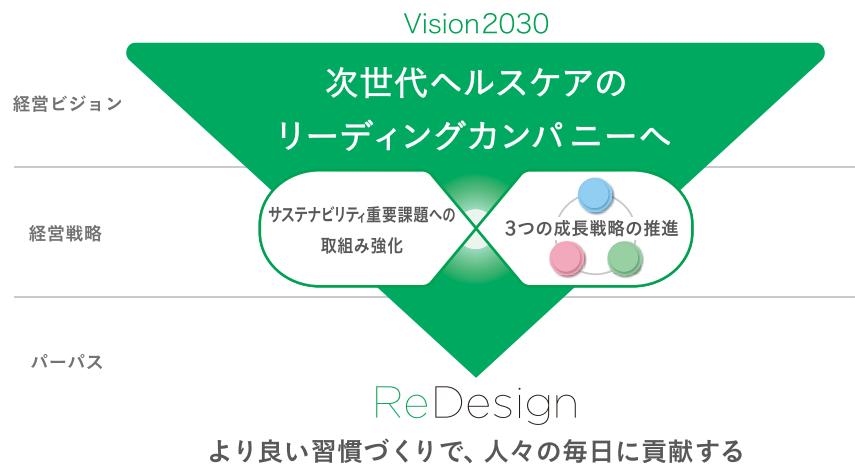 Vision2030
経営ビジョン
次世代ヘルスケアの
リーディングカンパニーへ
経営戦略
サステナビリティ重要課題への
取組み強化
3つの成長戦略の推進
パーパス
ReDesign
より良い習慣づくりで、人々の毎日に貢献する